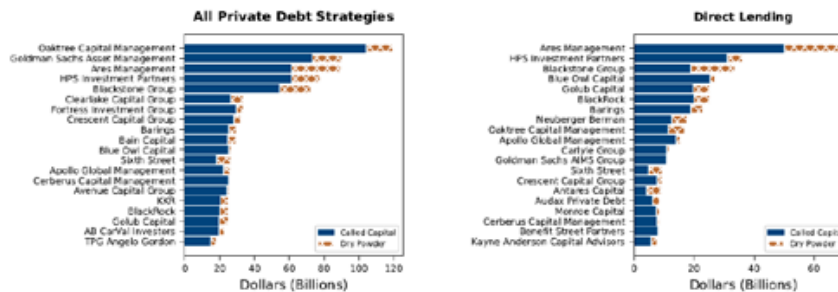 All Private Debt Strategies
Oaktree Capital Management
Goldman Sachs Asset Management
Ares Management
HPS Investment Partners
Blackstone Group
Clearlake Capital Group
Fortress Investment Group
Crescent Capital Group
Barings
Bain Capital
Blue Owl Capital
Sixth Street
Apollo Global Management
Cerberus Capital Management
Avenue Capital Group
KKR
BlackRock
Golub Capital
AB CarVal Investors
TPG Angelo Gordon
Called Capital
Dry Powder
0 20 40 60 80 100 120
Dollars (Billions)
Direct Lending
Ares Management
HPS Investment Partners
Blackstone Group
Blue Owl Capital
Golub Capital
BlackRock
Barings
Neuberger Berman
Oaktree Capital Management
Apollo Global Management
Carlyle Group
Goldman Sachs AIMS Group
Sixth Street
Crescent Capital Group
Antares Capital
Audax Private Debt
Monroe Capital
Cerberus Capital Management
Benefit Street Partners
Kayne Anderson Capital Advisors
Called Capit
Dry Powde
0 20 40 60
Dollars (Billions)